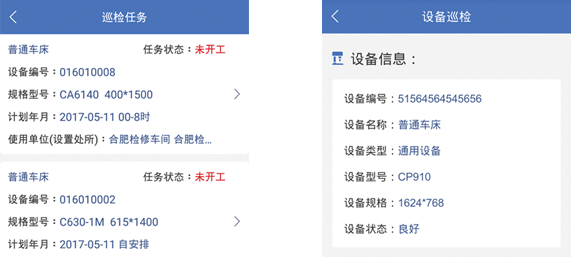 巡检任务
普通车床 任务状态：未开工
设备编号：016010008
规格型号：CA6140 400*1500
计划年月：2017-05-11 00-8时
使用单位(设置处所)：合肥检修车间 合肥检...
普通车床 任务状态：未开工
设备编号：016010002
规格型号：C630-1M 615*1400
计划年月：2017-05-11 自安排
设备巡检
设备信息：
设备编号：51564564545656
设备名称：普通车床
设备类型：通用设备
设备型号：CP910
设备规格：1624*768
设备状态：良好